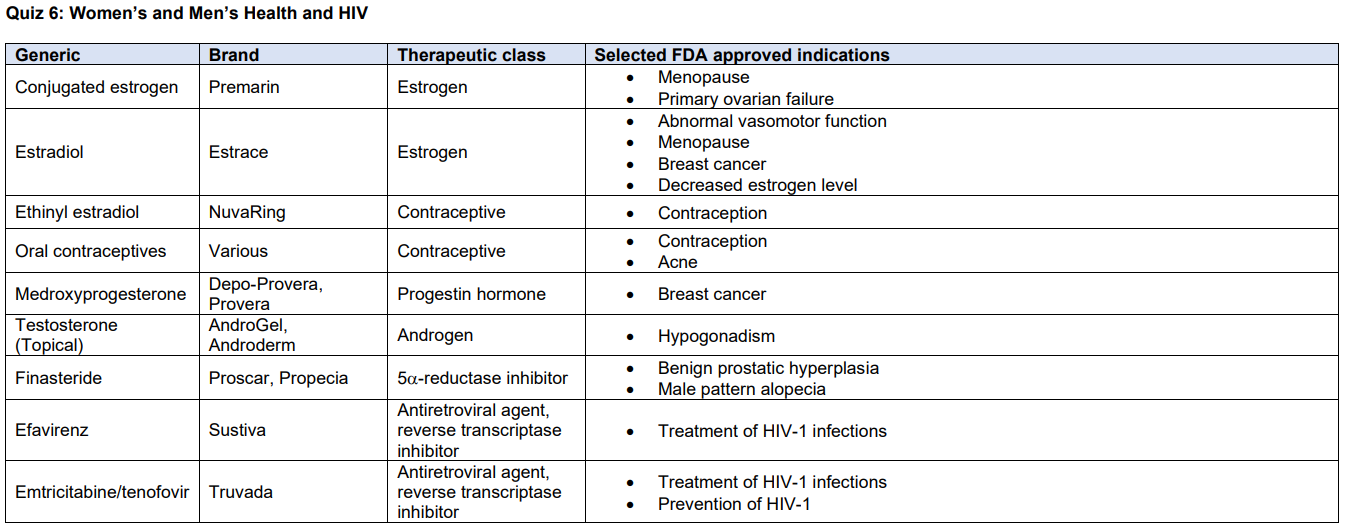 Quiz 6: Women’s and Men’s Health and HIV
Generic Brand Therapeutic class Selected FDA approved indications
Conjugated estrogen Premarin Estrogen
• Menopause
• Primary ovarian failure
Estradiol Estrace Estrogen
• Abnormal vasomotor function
• Menopause
• Breast cancer
• Decreased estrogen level
Ethinyl estradiol NuvaRing Contraceptive • Contraception
Oral contraceptives Various Contraceptive
• Contraception
• Acne
Medroxyprogesterone
Depo-Provera,
Provera
Progestin hormone • Breast cancer
Testosterone
(Topical)
AndroGel,
Androderm
Androgen • Hypogonadism
Finasteride Proscar, Propecia 5α-reductase inhibitor
• Benign prostatic hyperplasia
• Male pattern alopecia
Efavirenz Sustiva
Antiretroviral agent,
reverse transcriptase
inhibitor
• Treatment of HIV-1 infections
Emtricitabine/tenofovir Truvada
Antiretroviral agent,
reverse transcriptase
inhibitor
• Treatment of HIV-1 infections
• Prevention of HIV-1